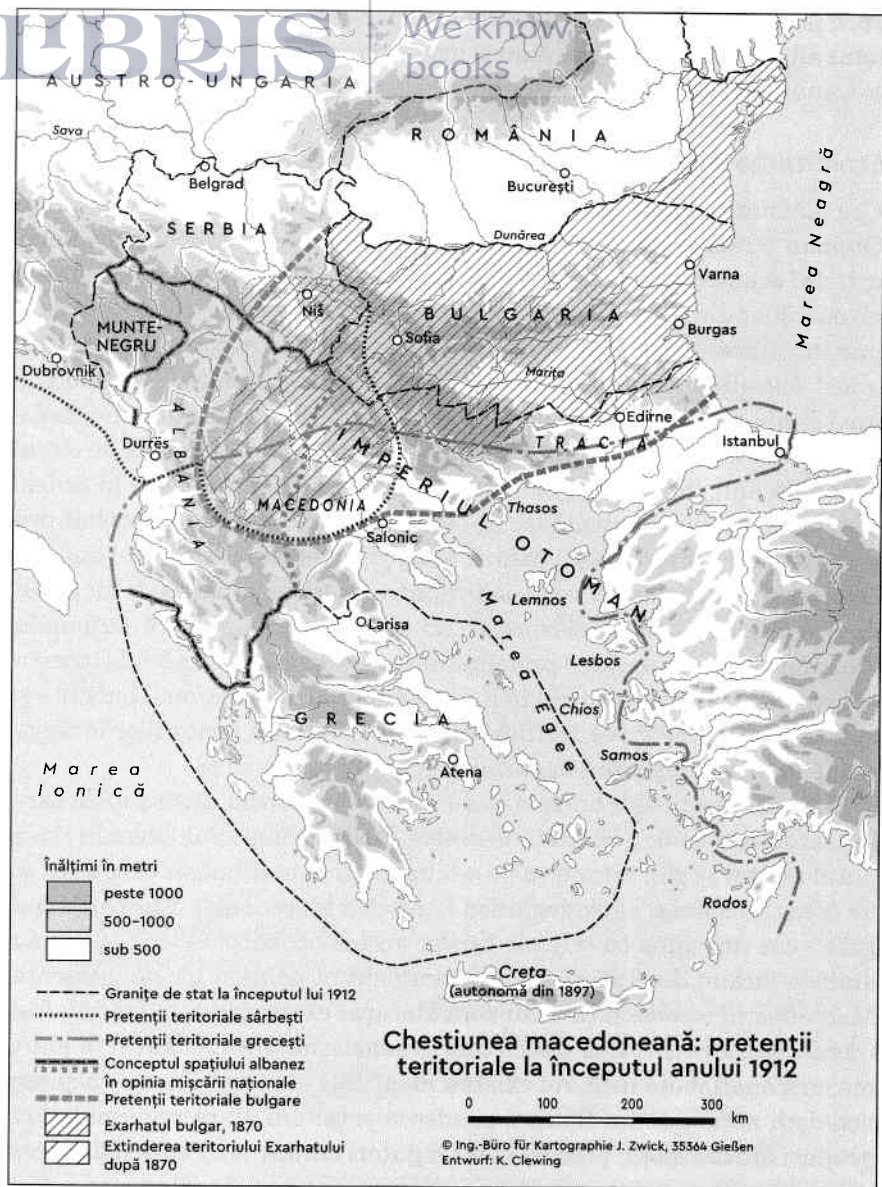 EBRIS
We know
books
AUSTRO-UNGARIA
Sava
ROMÂNIA
Belgrad
București
SERBIA
Dunărea
Marea Neagră
Varna
Niš
BULGARIA
MUNTE-
NEGRU
Sofia
Burgas
Dubrovnik
Marița
Edirne
ALBANIA
Durrës
TRACIA
Istanbul
IMPERIUL OTOMAN
MACEDONIA
Thasos
Salonic
Lemnos
Larisa
Marea Egee
Lesbos
Chios
GRECIA
Samos
Atena
Marea
Ionică
Rodos
Înălțimi în metri
peste 1000
500-1000
sub 500
Creta
(autonomă din 1897)
Granițe de stat la începutul lui 1912
Pretenții teritoriale sârbești
Pretenții teritoriale grecești
Conceptul spațiului albanez
în opinia mișcării naționale
Pretenții teritoriale bulgare
Exarhatul bulgar, 1870
Extinderea teritoriului Exarhatului
după 1870
Chestiunea macedoneană: pretenții
teritoriale la începutul anului 1912
0 100 200 300 km
© Ing.-Büro für Kartographie J. Zwick, 35364 Gießen
Entwurf: K. Clewing